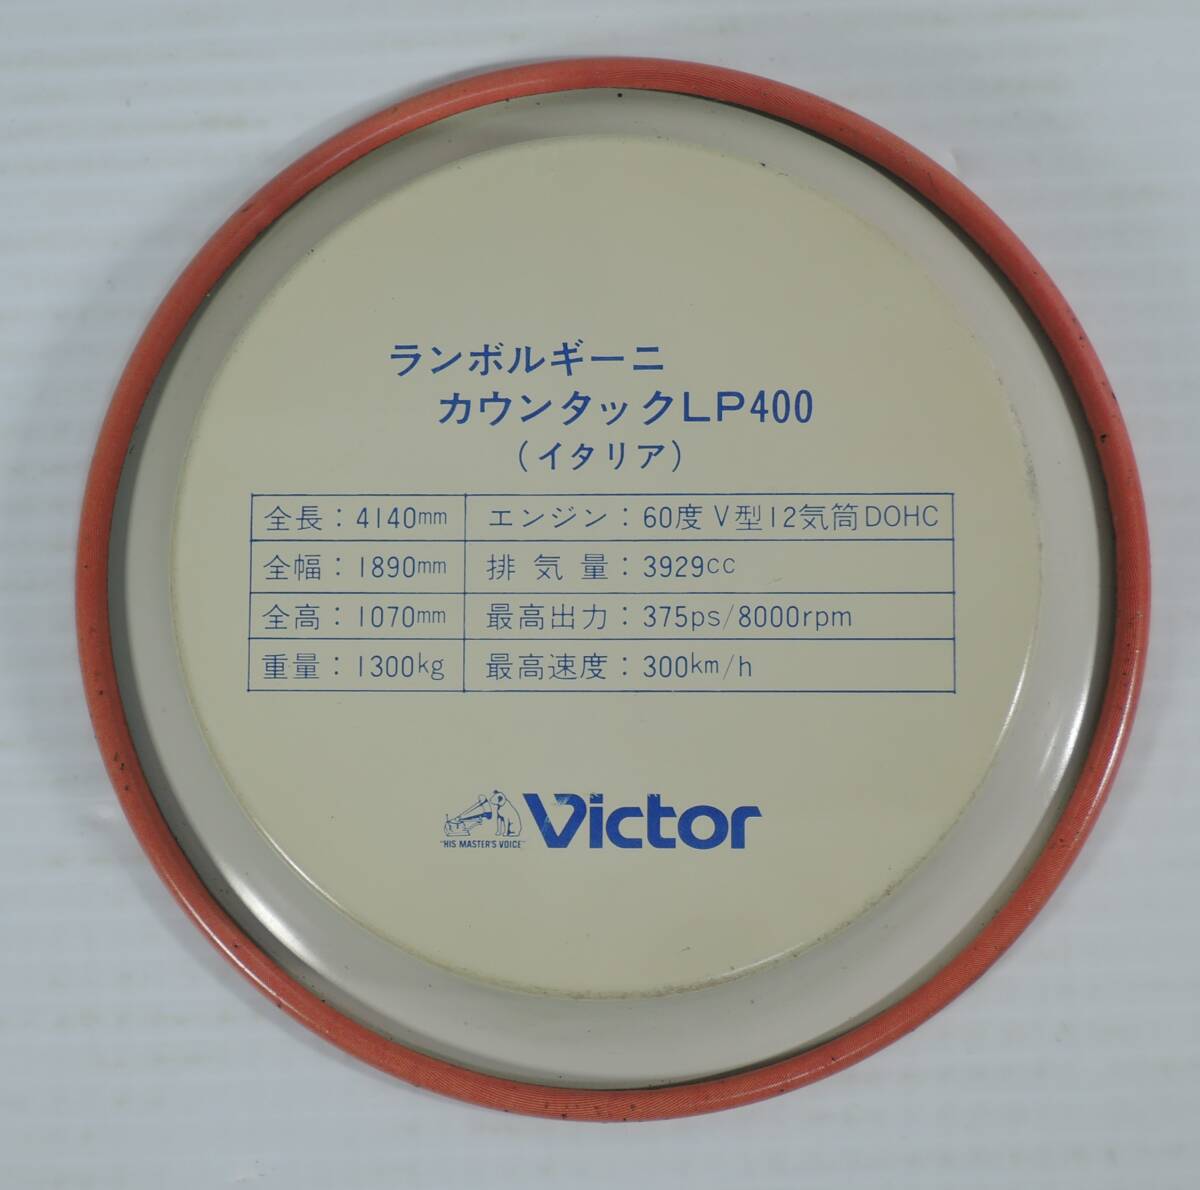 ランボルギーニ
カウンタックLP400
(イタリア)
全長：4140mm エンジン：60度V型12気筒DOHC
全幅：1890mm 排気量：3929cc
全高：1070mm 最高出力：375ps/8000rpm
重量：1300kg 最高速度：300km/h
"HIS MASTER'S VOICE" Victor